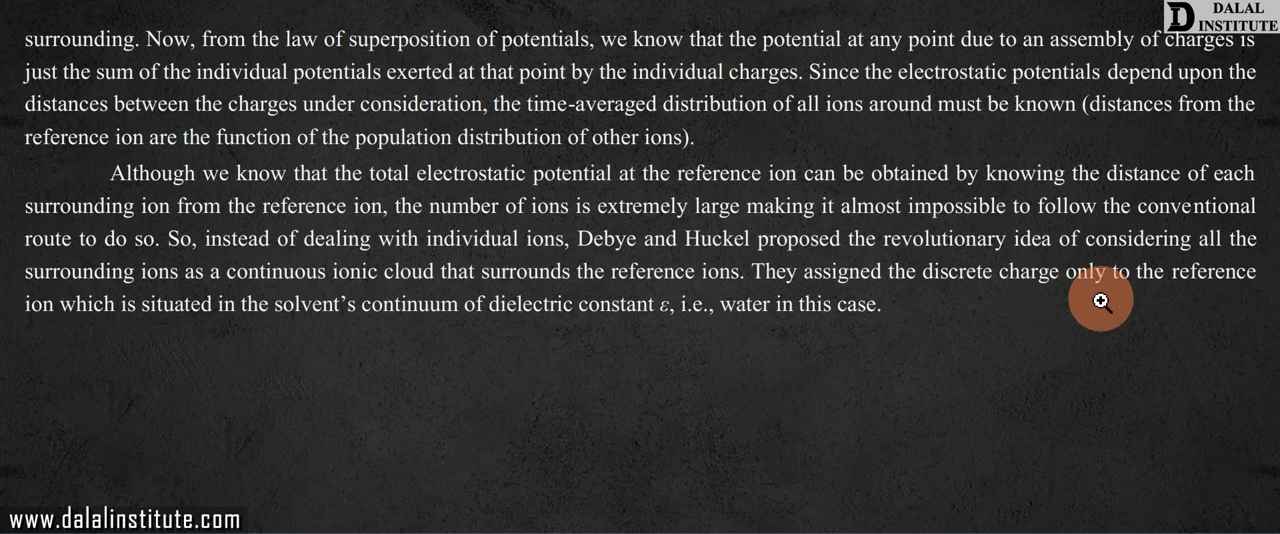 DALAL
INSTITUTE
surrounding. Now, from the law of superposition of potentials, we know that the potential at any point due to an assembly of charges is
just the sum of the individual potentials exerted at that point by the individual charges. Since the electrostatic potentials depend upon the
distances between the charges under consideration, the time-averaged distribution of all ions around must be known (distances from the
reference ion are the function of the population distribution of other ions).
Although we know that the total electrostatic potential at the reference ion can be obtained by knowing the distance of each
surrounding ion from the reference ion, the number of ions is extremely large making it almost impossible to follow the conventional
route to do so. So, instead of dealing with individual ions, Debye and Huckel proposed the revolutionary idea of considering all the
surrounding ions as a continuous ionic cloud that surrounds the reference ions. They assigned the discrete charge only to the reference
ion which is situated in the solvent’s continuum of dielectric constant ε, i.e., water in this case.
www.dalalinstitute.com